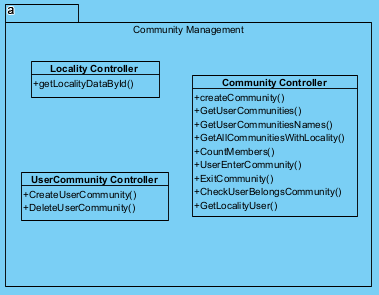 a
Community Management
Locality Controller
+getLocalityDataById()
Community Controller
+createCommunity()
+GetUserCommunities()
+GetUserCommunitiesNames()
+GetAllCommunitiesWithLocality()
+CountMembers()
+UserEnterCommunity()
+ExitCommunity()
+CheckUserBelongsCommunity()
+GetLocalityUser()
UserCommunity Controller
+CreateUserCommunity()
+DeleteUserCommunity()